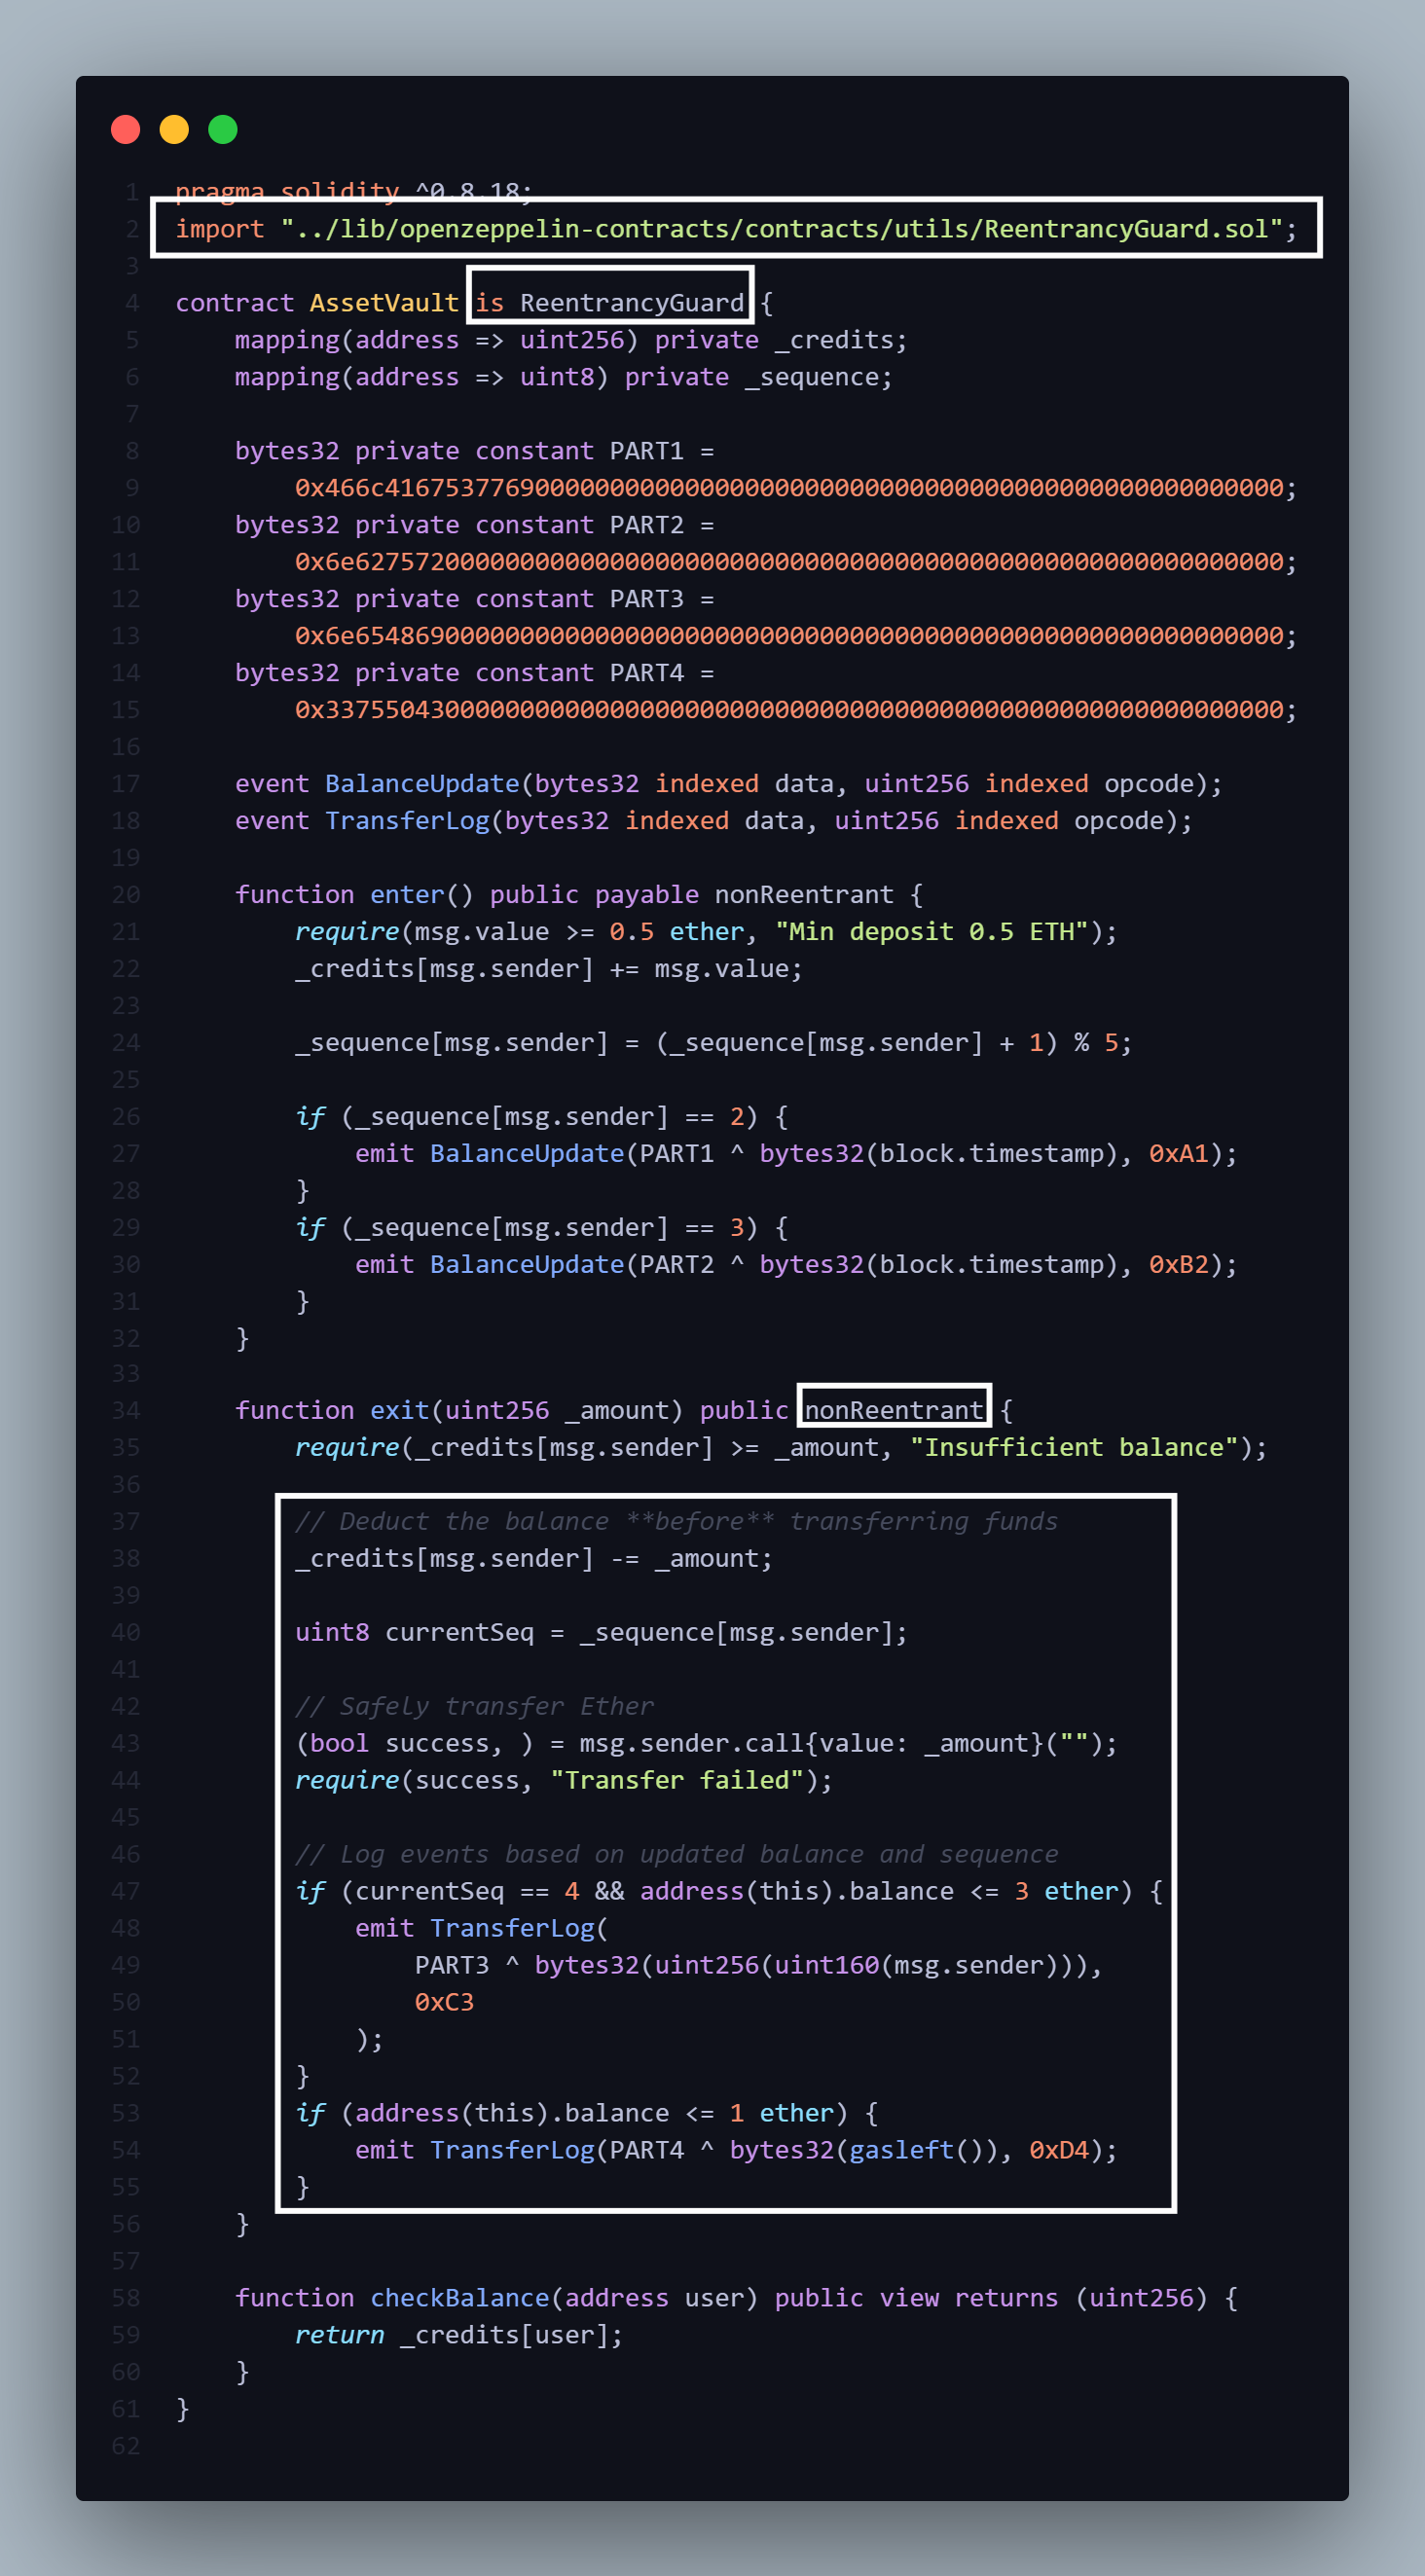 1 pragma solidity ^0.8.18;
2 import "../lib/openzeppelin-contracts/contracts/utils/ReentrancyGuard.sol";
3
4 contract AssetVault is ReentrancyGuard {
5 mapping(address => uint256) private _credits;
6 mapping(address => uint8) private _sequence;
7
8 bytes32 private constant PART1 =
9 0x466c416753776900000000000000000000000000000000000000000000000000;
10 bytes32 private constant PART2 =
11 0x6e62757200000000000000000000000000000000000000000000000000000000;
12 bytes32 private constant PART3 =
13 0x6e65486900000000000000000000000000000000000000000000000000000000;
14 bytes32 private constant PART4 =
15 0x3375504300000000000000000000000000000000000000000000000000000000;
16
17 event BalanceUpdate(bytes32 indexed data, uint256 indexed opcode);
18 event TransferLog(bytes32 indexed data, uint256 indexed opcode);
19
20 function enter() public payable nonReentrant {
21 require(msg.value >= 0.5 ether, "Min deposit 0.5 ETH");
22 _credits[msg.sender] += msg.value;
23
24 _sequence[msg.sender] = (_sequence[msg.sender] + 1) % 5;
25
26 if (_sequence[msg.sender] == 2) {
27 emit BalanceUpdate(PART1 ^ bytes32(block.timestamp), 0xA1);
28 }
29 if (_sequence[msg.sender] == 3) {
30 emit BalanceUpdate(PART2 ^ bytes32(block.timestamp), 0xB2);
31 }
32 }
33
34 function exit(uint256 _amount) public nonReentrant {
35 require(_credits[msg.sender] >= _amount, "Insufficient balance");
36
37 // Deduct the balance **before** transferring funds
38 _credits[msg.sender] -= _amount;
39
40 uint8 currentSeq = _sequence[msg.sender];
41
42 // Safely transfer Ether
43 (bool success, ) = msg.sender.call{value: _amount}("");
44 require(success, "Transfer failed");
45
46 // Log events based on updated balance and sequence
47 if (currentSeq == 4 && address(this).balance <= 3 ether) {
48 emit TransferLog(
49 PART3 ^ bytes32(uint256(uint160(msg.sender))),
50 0xC3
51 );
52 }
53 if (address(this).balance <= 1 ether) {
54 emit TransferLog(PART4 ^ bytes32(gasleft()), 0xD4);
55 }
56 }
57
58 function checkBalance(address user) public view returns (uint256) {
59 return _credits[user];
60 }
61 }
62